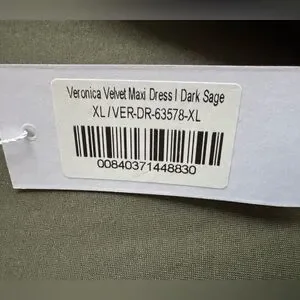 Veronica Velvet Maxi Dress | Dark Sage
XL / VER-DR-63578-XL
00840371448830